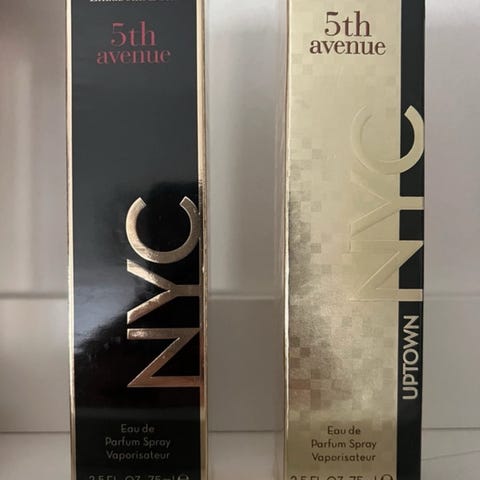 5th
avenue
NYC
Eau de
Parfum Spray
Vaporisateur
5th
avenue
NYC
UPTOWN
Eau de
Parfum Spray
Vaporisateur